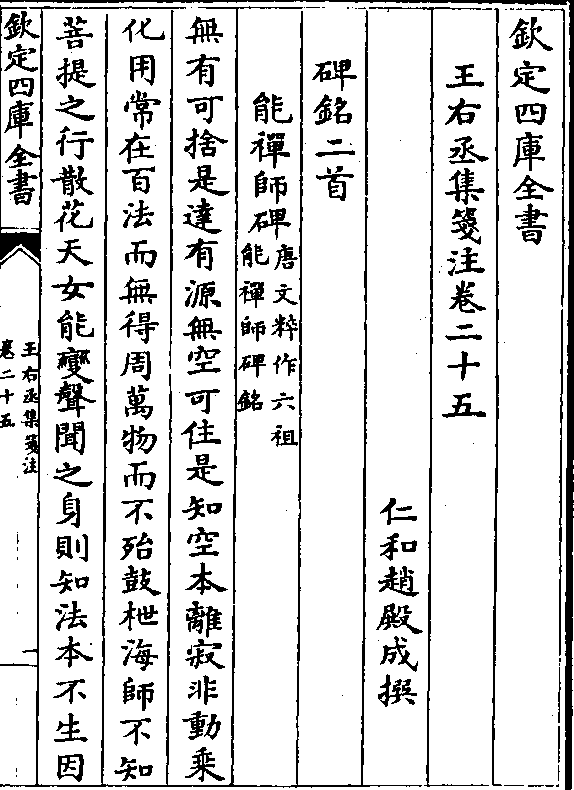 欽定四庫全書
王右丞集箋注卷二十五
仁和趙殿成撰
碑銘二首
能禪師碑唐文粹作六祖能禪師碑銘
無有可捨是達有源無空可住是知空本離寂非動乗
化用常在百法而無得周萬物而不殆鼓枻海師不知
菩提之行散花天女能變聲聞之身則知法本不生因
欽定四庫全書
王右丞集箋注
卷二十五
一